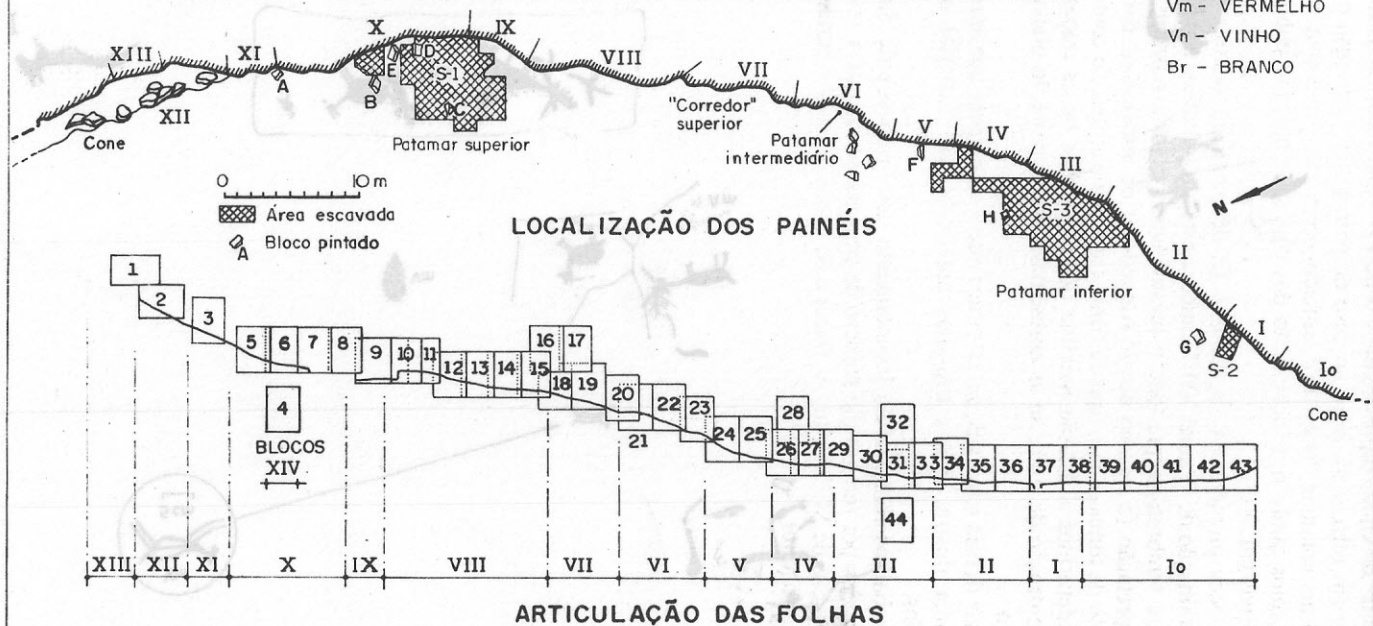 Vm - VERMELHO
Vn - VINHO
Br - BRANCO
XIII XII XI X IX VIII VII VI V IV III II I Io
A B E D S-1 C F H S-3 G S-2
Cone
Patamar superior
"Corredor"
superior
Patamar
intermediário
Patamar inferior
Cone
N
0 10 m
Área escavada
A Bloco pintado
LOCALIZAÇÃO DOS PAINÉIS
1 2 3 5 6 7 8 9 10 11 12 13 14 15 16 17 18 19 20 21 22 23 24 25 26 27 28 29 30 31 32 33 34 35 36 37 38 39 40 41 42 43
4
BLOCOS
XIV
44
XIII XII XI X IX VIII VII VI V IV III II I Io
ARTICULAÇÃO DAS FOLHAS